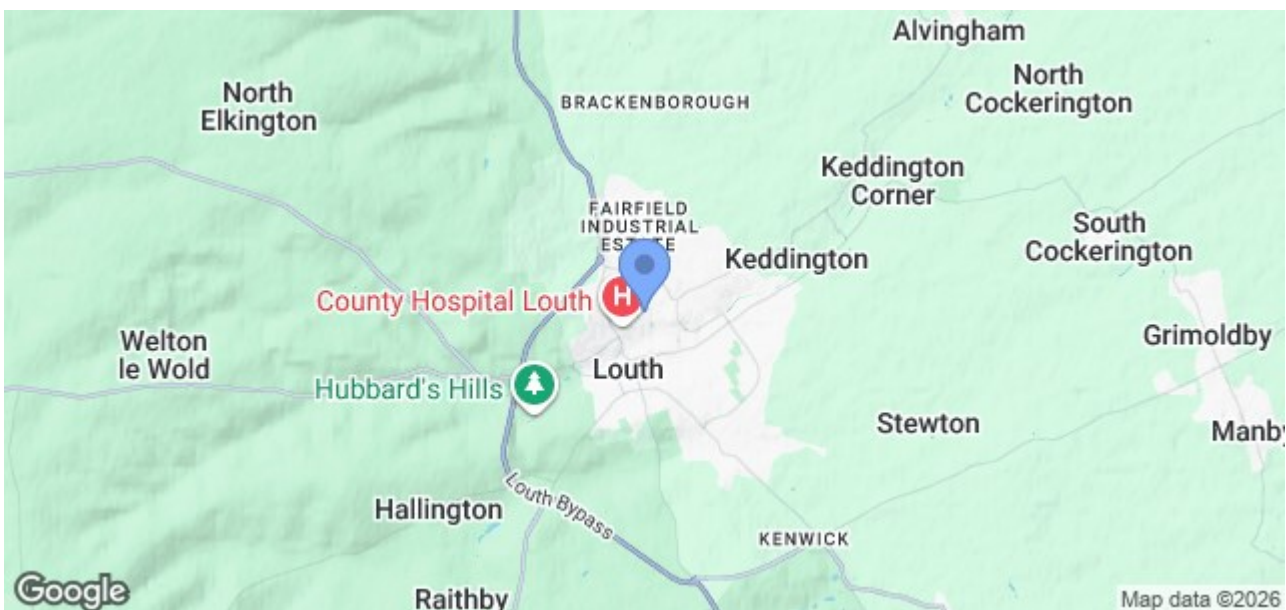 Alvingham
North
Elkington
BRACKENBOROUGH
North
Cockerington
Keddington
Corner
FAIRFIELD
INDUSTRIAL
ESTATE
South
Cockerington
Keddington
County Hospital Louth
H
Welton
le Wold
Louth
Grimoldby
Hubbard's Hills
Stewton
Manby
Hallington
Louth Bypass
KENWICK
Raithby
Google
Map data ©2026